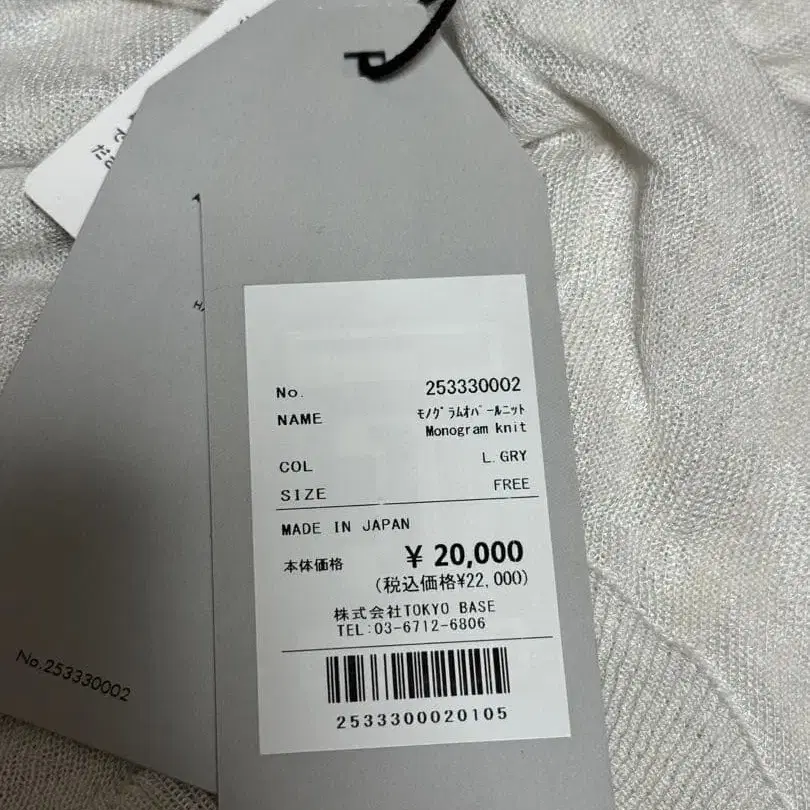 P
No. 253330002
NAME ﾓﾉｸﾞﾗﾑｵﾊﾟｰﾙﾆｯﾄ
Monogram knit
COL L.GRY
SIZE FREE
MADE IN JAPAN
本体価格 ¥ 20,000
(税込価格¥22,000)
株式会社TOKYO BASE
TEL:03-6712-6806
2533300020105
No.253330002